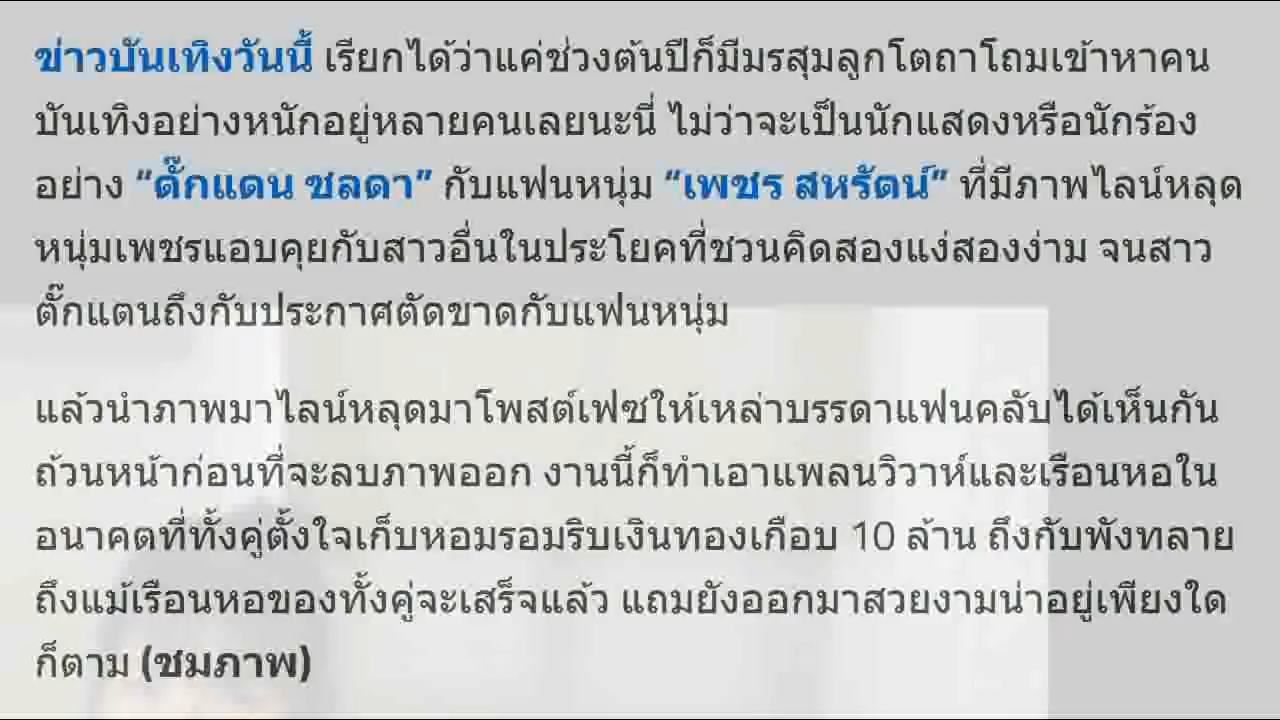 ข่าวบันเทิงวันนี้ เรียกได้ว่าแค่ช่วงต้นปีก็มีมรสุมลูกโตถาโถมเข้าหาคน
บันเทิงอย่างหนักอยู่หลายคนเลยนะนี่ ไม่ว่าจะเป็นนักแสดงหรือนักร้อง
อย่าง “ตั๊กแตน ชลดา” กับแฟนหนุ่ม “เพชร สหรัตน์” ที่มีภาพไลน์หลุด
หนุ่มเพชรแอบคุยกับสาวอื่นในประโยคที่ชวนคิดสองแง่สองง่าม จนสาว
ตั๊กแตนถึงกับประกาศตัดขาดกับแฟนหนุ่ม
แล้วนำภาพมาไลน์หลุดมาโพสต์เฟซให้เหล่าบรรดาแฟนคลับได้เห็นกัน
ถ้วนหน้าก่อนที่จะลบภาพออก งานนี้ก็ทำเอาแพลนวิวาห์และเรือนหอใน
อนาคตที่ทั้งคู่ตั้งใจเก็บหอมรอมริบเงินทองเกือบ 10 ล้าน ถึงกับพังทลาย
ถึงแม้เรือนหอของทั้งคู่จะเสร็จแล้ว แถมยังออกมาสวยงามน่าอยู่เพียงใด
ก็ตาม (ชมภาพ)